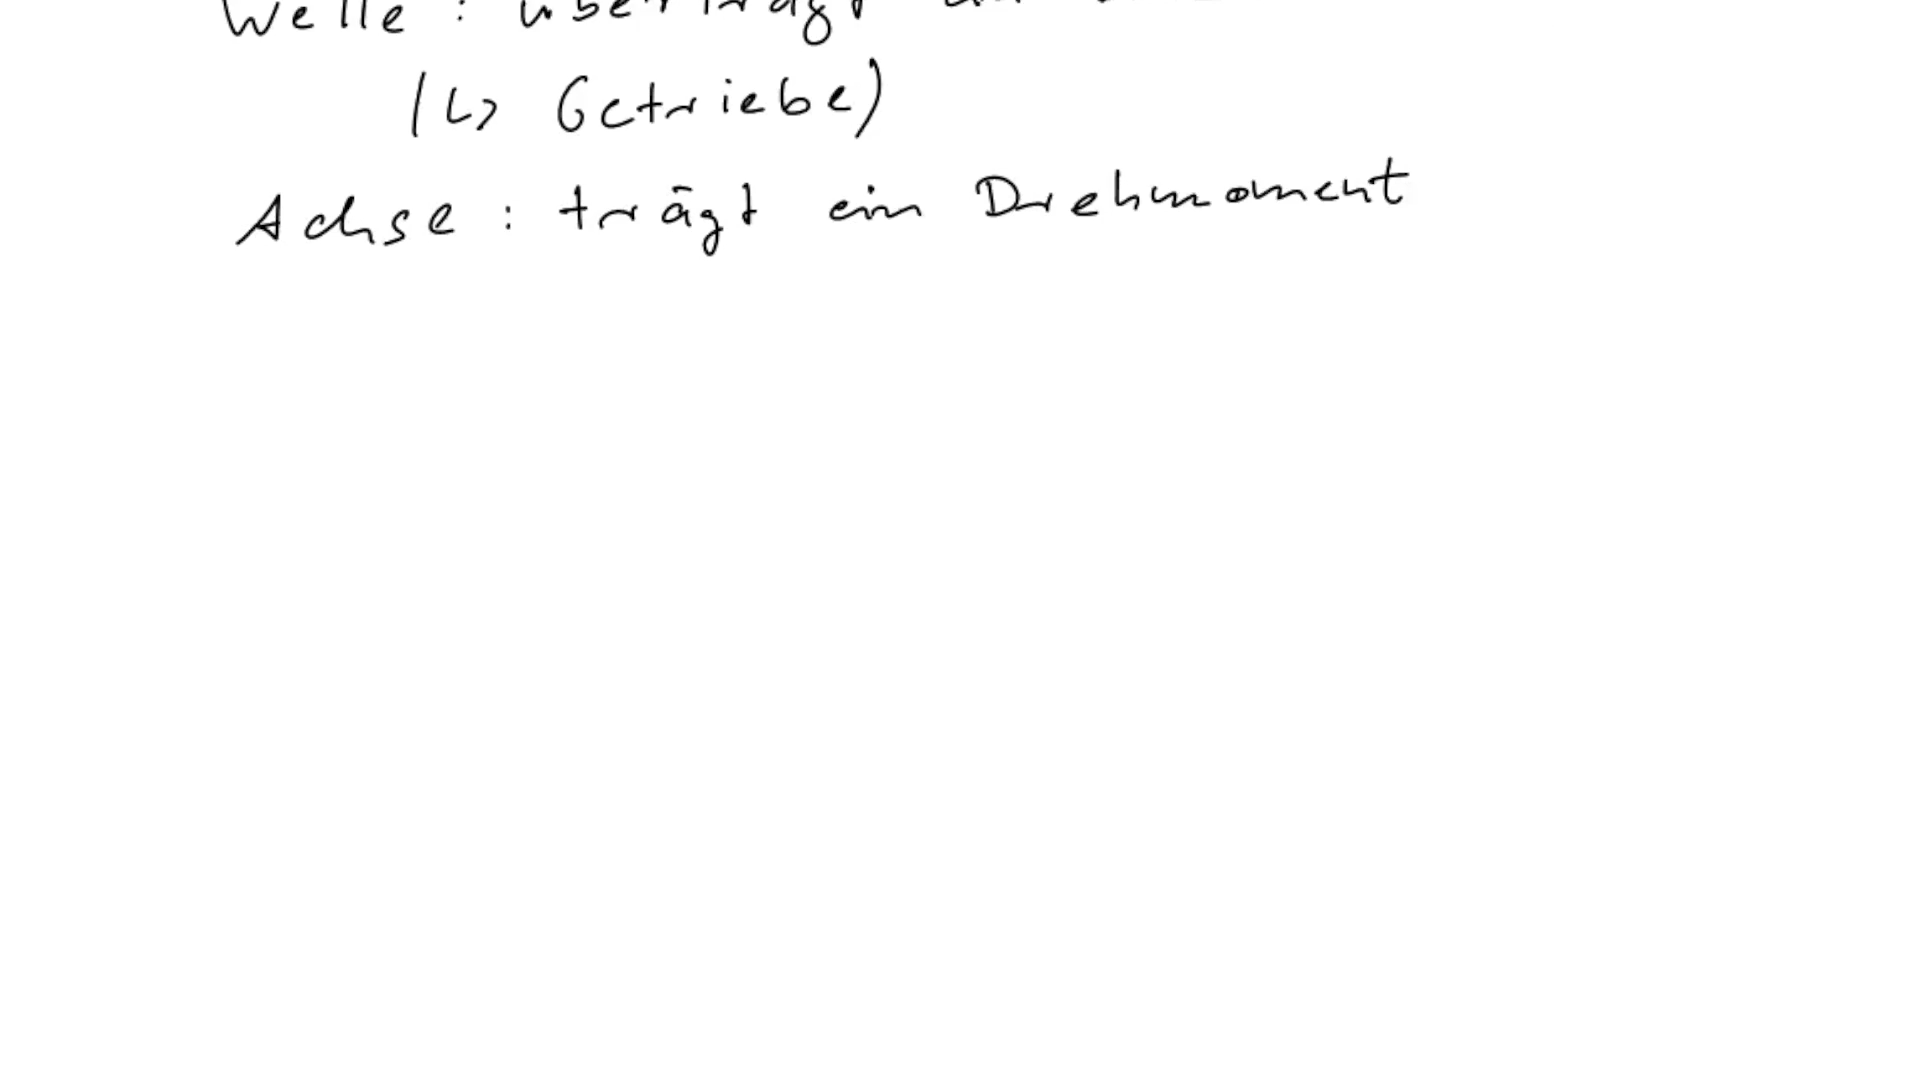 Welle : überträgt
(↳ Getriebe)
Achse : trägt ein Drehmoment